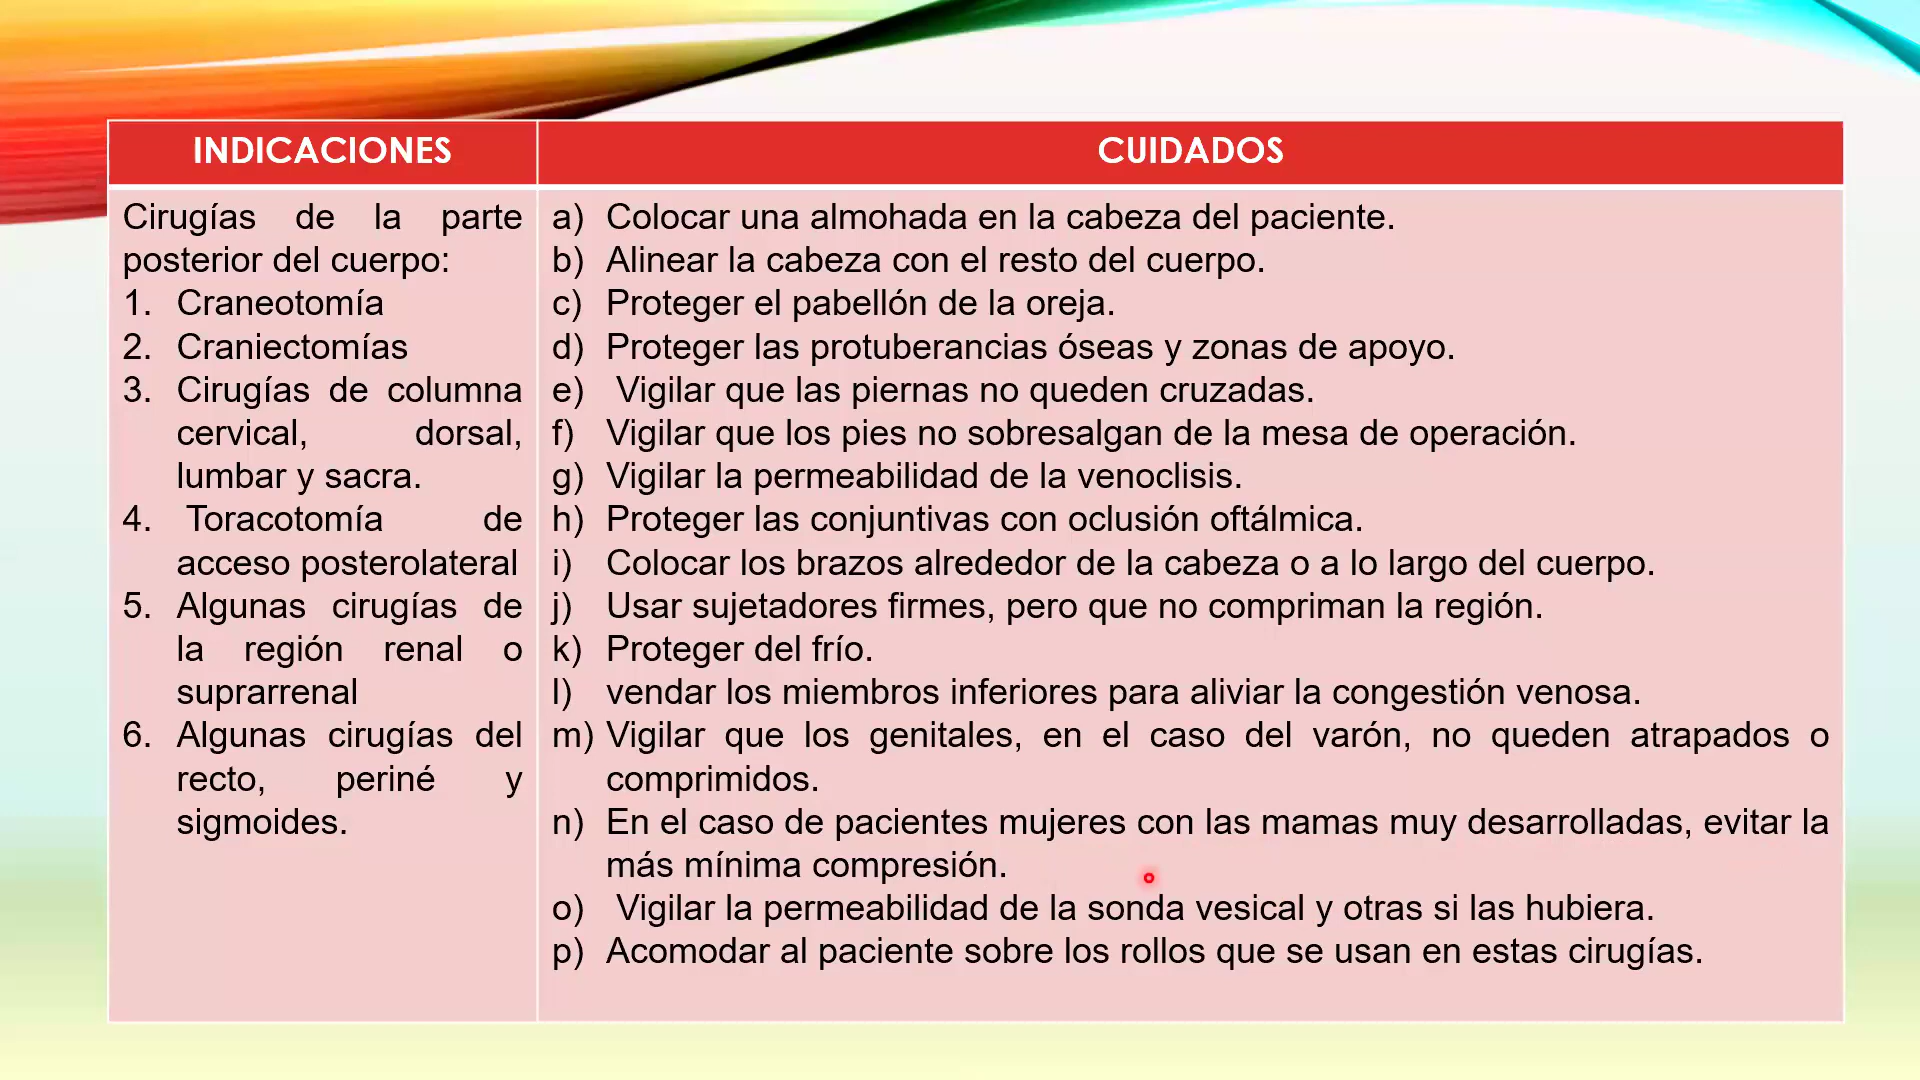 INDICACIONES
CUIDADOS
Cirugías de la parte
posterior del cuerpo:
1. Craneotomía
2. Craniectomías
3. Cirugías de columna
cervical, dorsal,
lumbar y sacra.
4. Toracotomía de
acceso posterolateral
5. Algunas cirugías de
la región renal o
suprarrenal
6. Algunas cirugías del
recto, periné y
sigmoides.
a) Colocar una almohada en la cabeza del paciente.
b) Alinear la cabeza con el resto del cuerpo.
c) Proteger el pabellón de la oreja.
d) Proteger las protuberancias óseas y zonas de apoyo.
e) Vigilar que las piernas no queden cruzadas.
f) Vigilar que los pies no sobresalgan de la mesa de operación.
g) Vigilar la permeabilidad de la venoclisis.
h) Proteger las conjuntivas con oclusión oftálmica.
i) Colocar los brazos alrededor de la cabeza o a lo largo del cuerpo.
j) Usar sujetadores firmes, pero que no compriman la región.
k) Proteger del frío.
l) vendar los miembros inferiores para aliviar la congestión venosa.
m) Vigilar que los genitales, en el caso del varón, no queden atrapados o
comprimidos.
n) En el caso de pacientes mujeres con las mamas muy desarrolladas, evitar la
más mínima compresión.
o) Vigilar la permeabilidad de la sonda vesical y otras si las hubiera.
p) Acomodar al paciente sobre los rollos que se usan en estas cirugías.